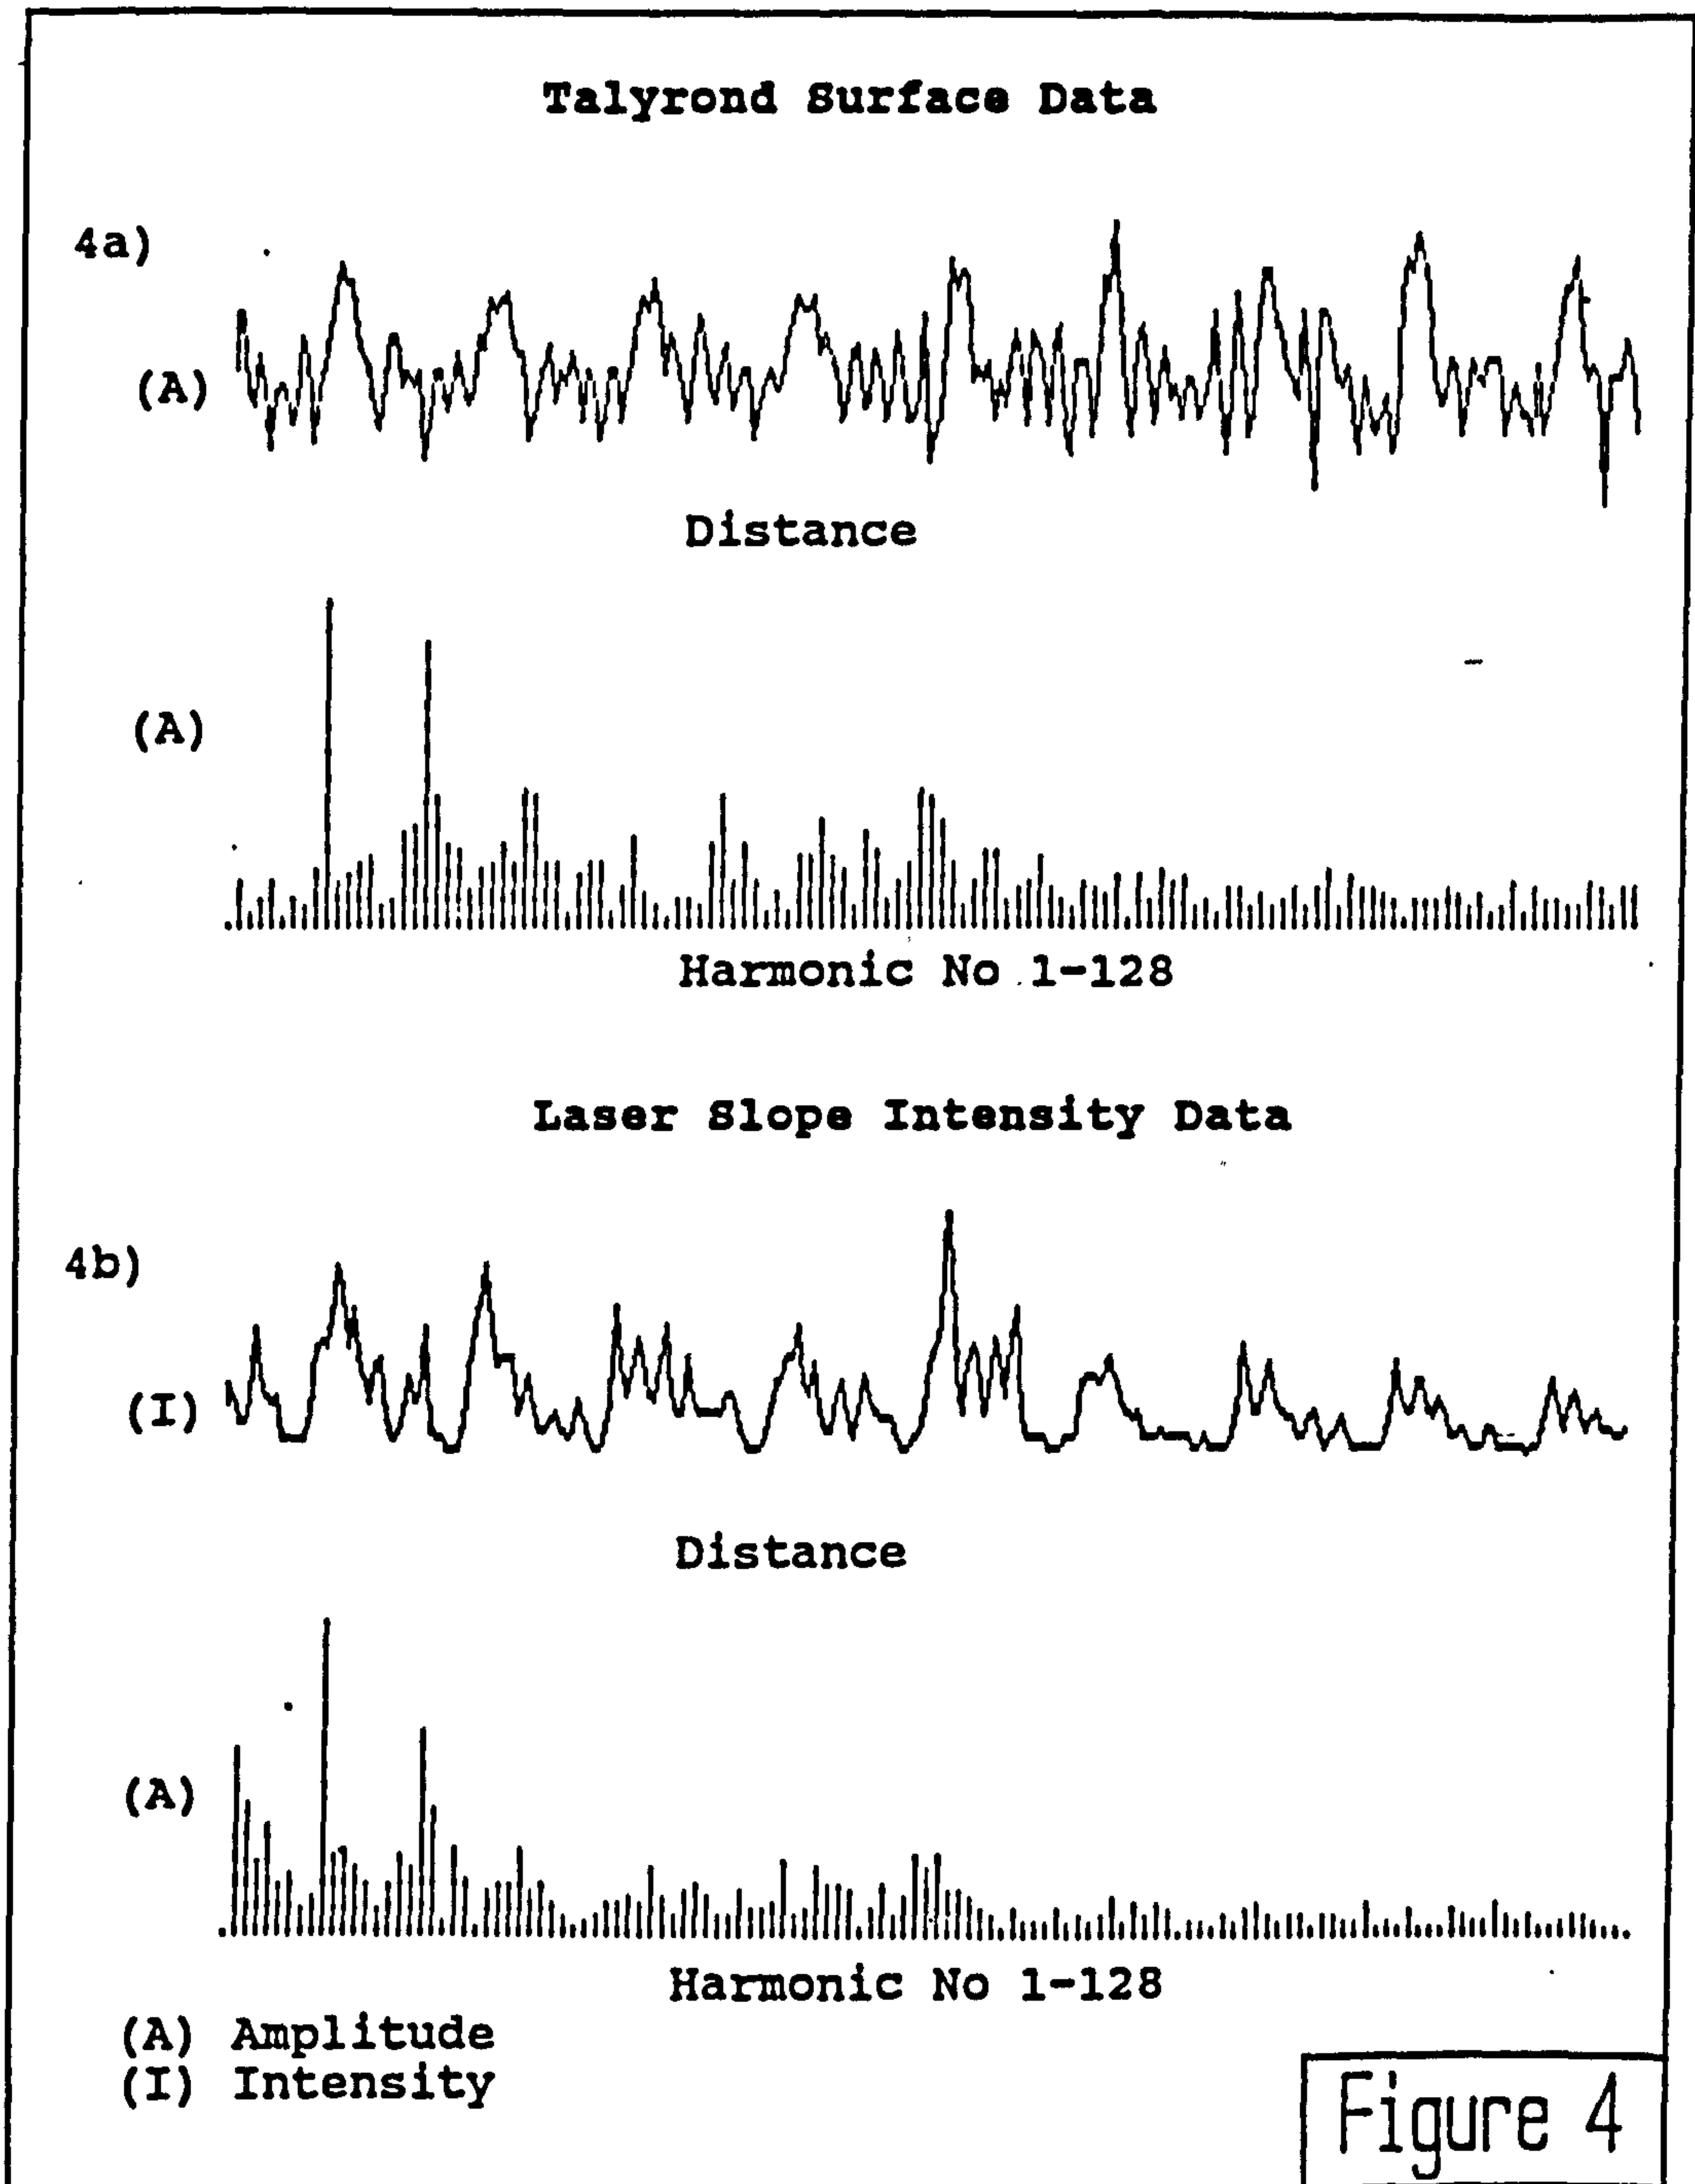 Talyrond Surface Data
4a)
(A)
Distance
(A)
Harmonic No 1-128
Laser Slope Intensity Data
4b)
(I)
Distance
(A)
Harmonic No 1-128
(A) Amplitude
(I) Intensity
Figure 4